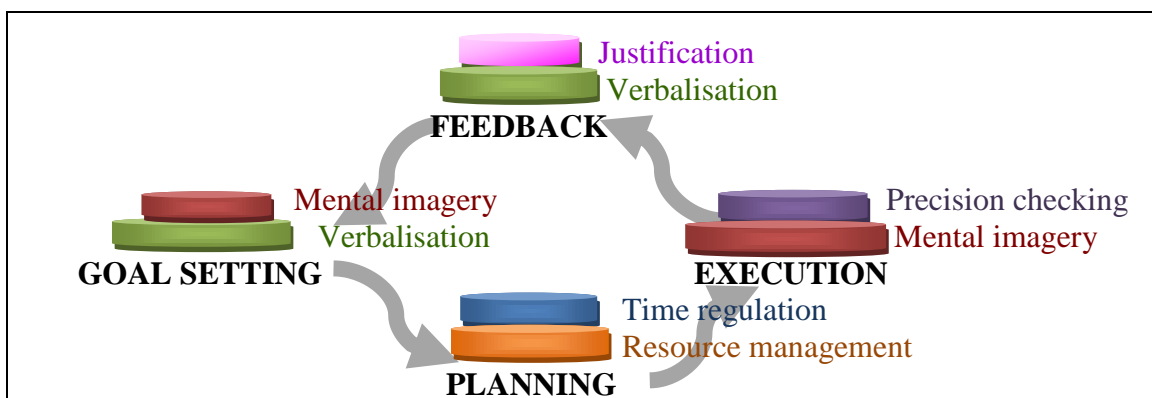 Justification
Verbalisation
FEEDBACK
Mental imagery
Verbalisation
GOAL SETTING
Precision checking
Mental imagery
EXECUTION
Time regulation
Resource management
PLANNING